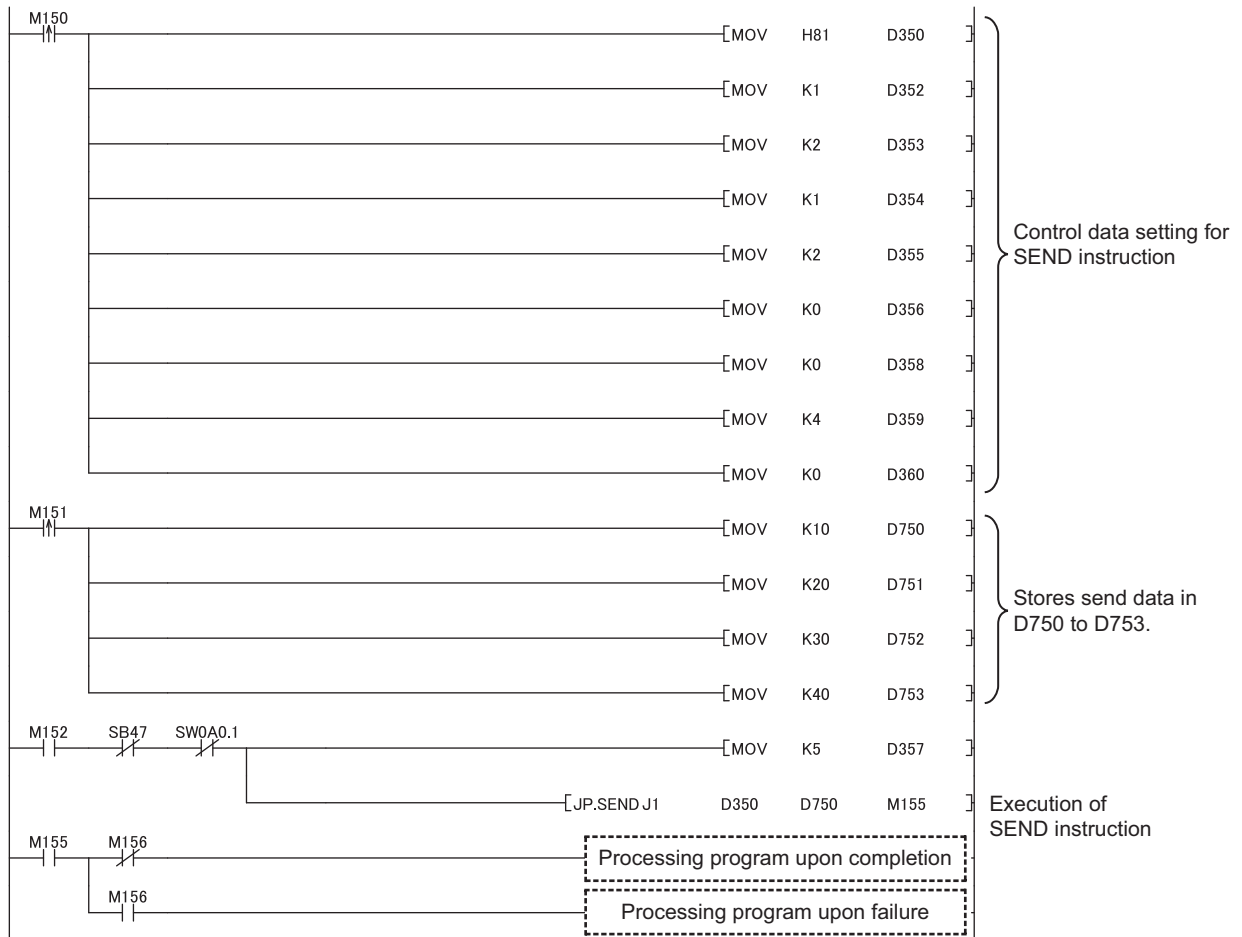 M150
MOV H81 D350
MOV K1 D352
MOV K2 D353
MOV K1 D354
MOV K2 D355
MOV K0 D356
MOV K0 D358
MOV K4 D359
MOV K0 D360
Control data setting for
SEND instruction
M151
MOV K10 D750
MOV K20 D751
MOV K30 D752
MOV K40 D753
Stores send data in
D750 to D753.
M152 SB47 SW0A0.1
MOV K5 D357
JP.SEND J1 D350 D750 M155
Execution of
SEND instruction
M155 M156
Processing program upon completion
M156
Processing program upon failure